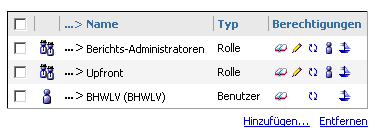 ...> Name Typ Berechtigungen
...> Berichts-Administratoren Rolle
...> Upfront Rolle
...> BHWLV (BHWLV) Benutzer
Hinzufügen... Entfernen